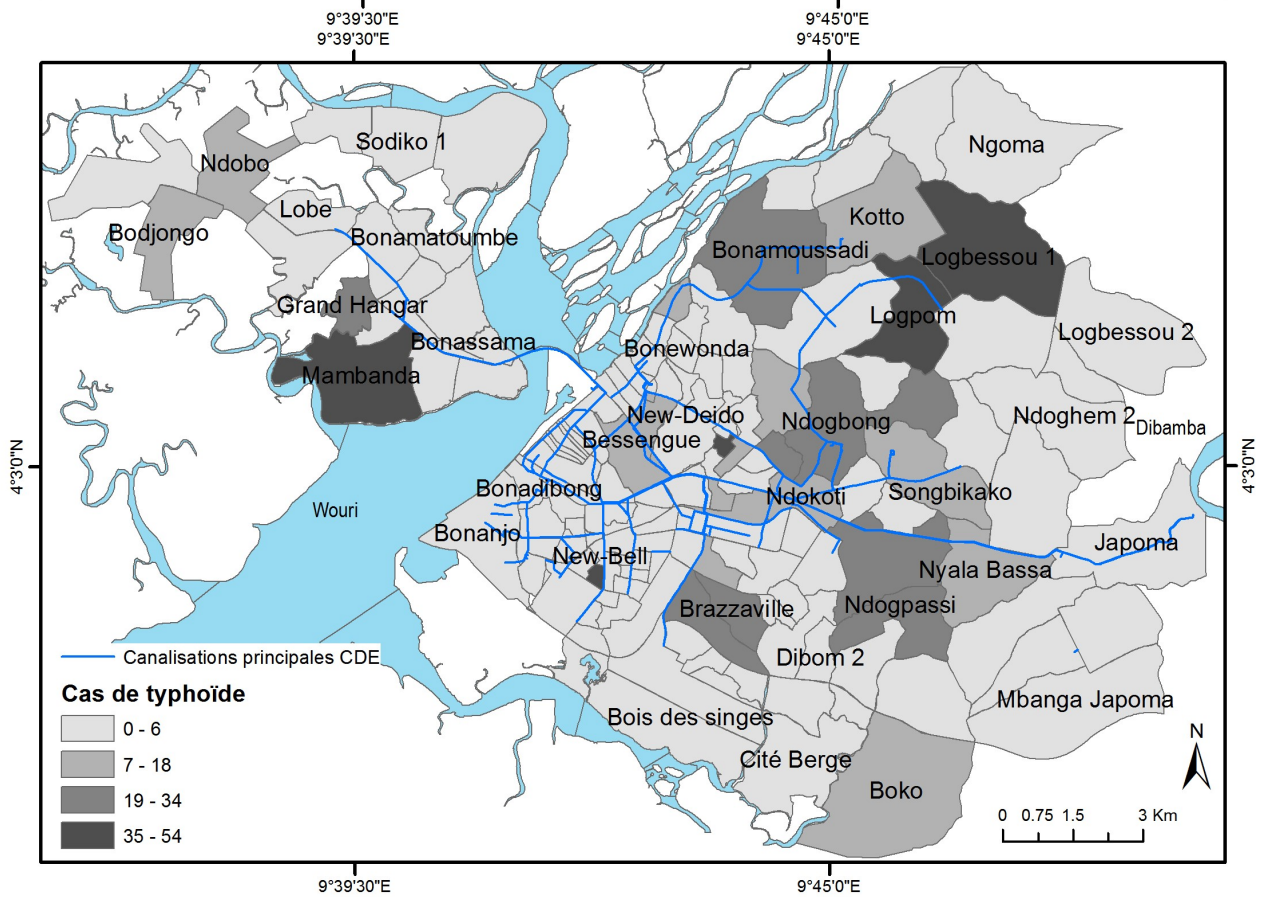 9°39'30"E 9°45'0"E
9°39'30"E 9°45'0"E
Ngoma
Sodiko 1
Ndobo
Lobe
Kotto
Bodjongo
Bonamatoumbe
Bonamoussadi
Logbessou 1
Grand Hangar
Logpom
Logbessou 2
Bonassama
Bonewonda
Mambanda
New-Deido
Ndogbong
Ndoghem 2
Dibamba
Bessengue
4°3'0"N
4°3'0"N
Bonadibong
Ndokoti
Songbikako
Wouri
Bonanjo
Japoma
New-Bell
Nyala Bassa
Brazzaville
Ndogpassi
Canalisations principales CDE
Dibom 2
Cas de typhoïde
Mbanga Japoma
0 - 6
Bois des singes
N
7 - 18
Cité Berge
Boko
19 - 34
0 0.75 1.5 3 Km
35 - 54
9°39'30"E 9°45'0"E